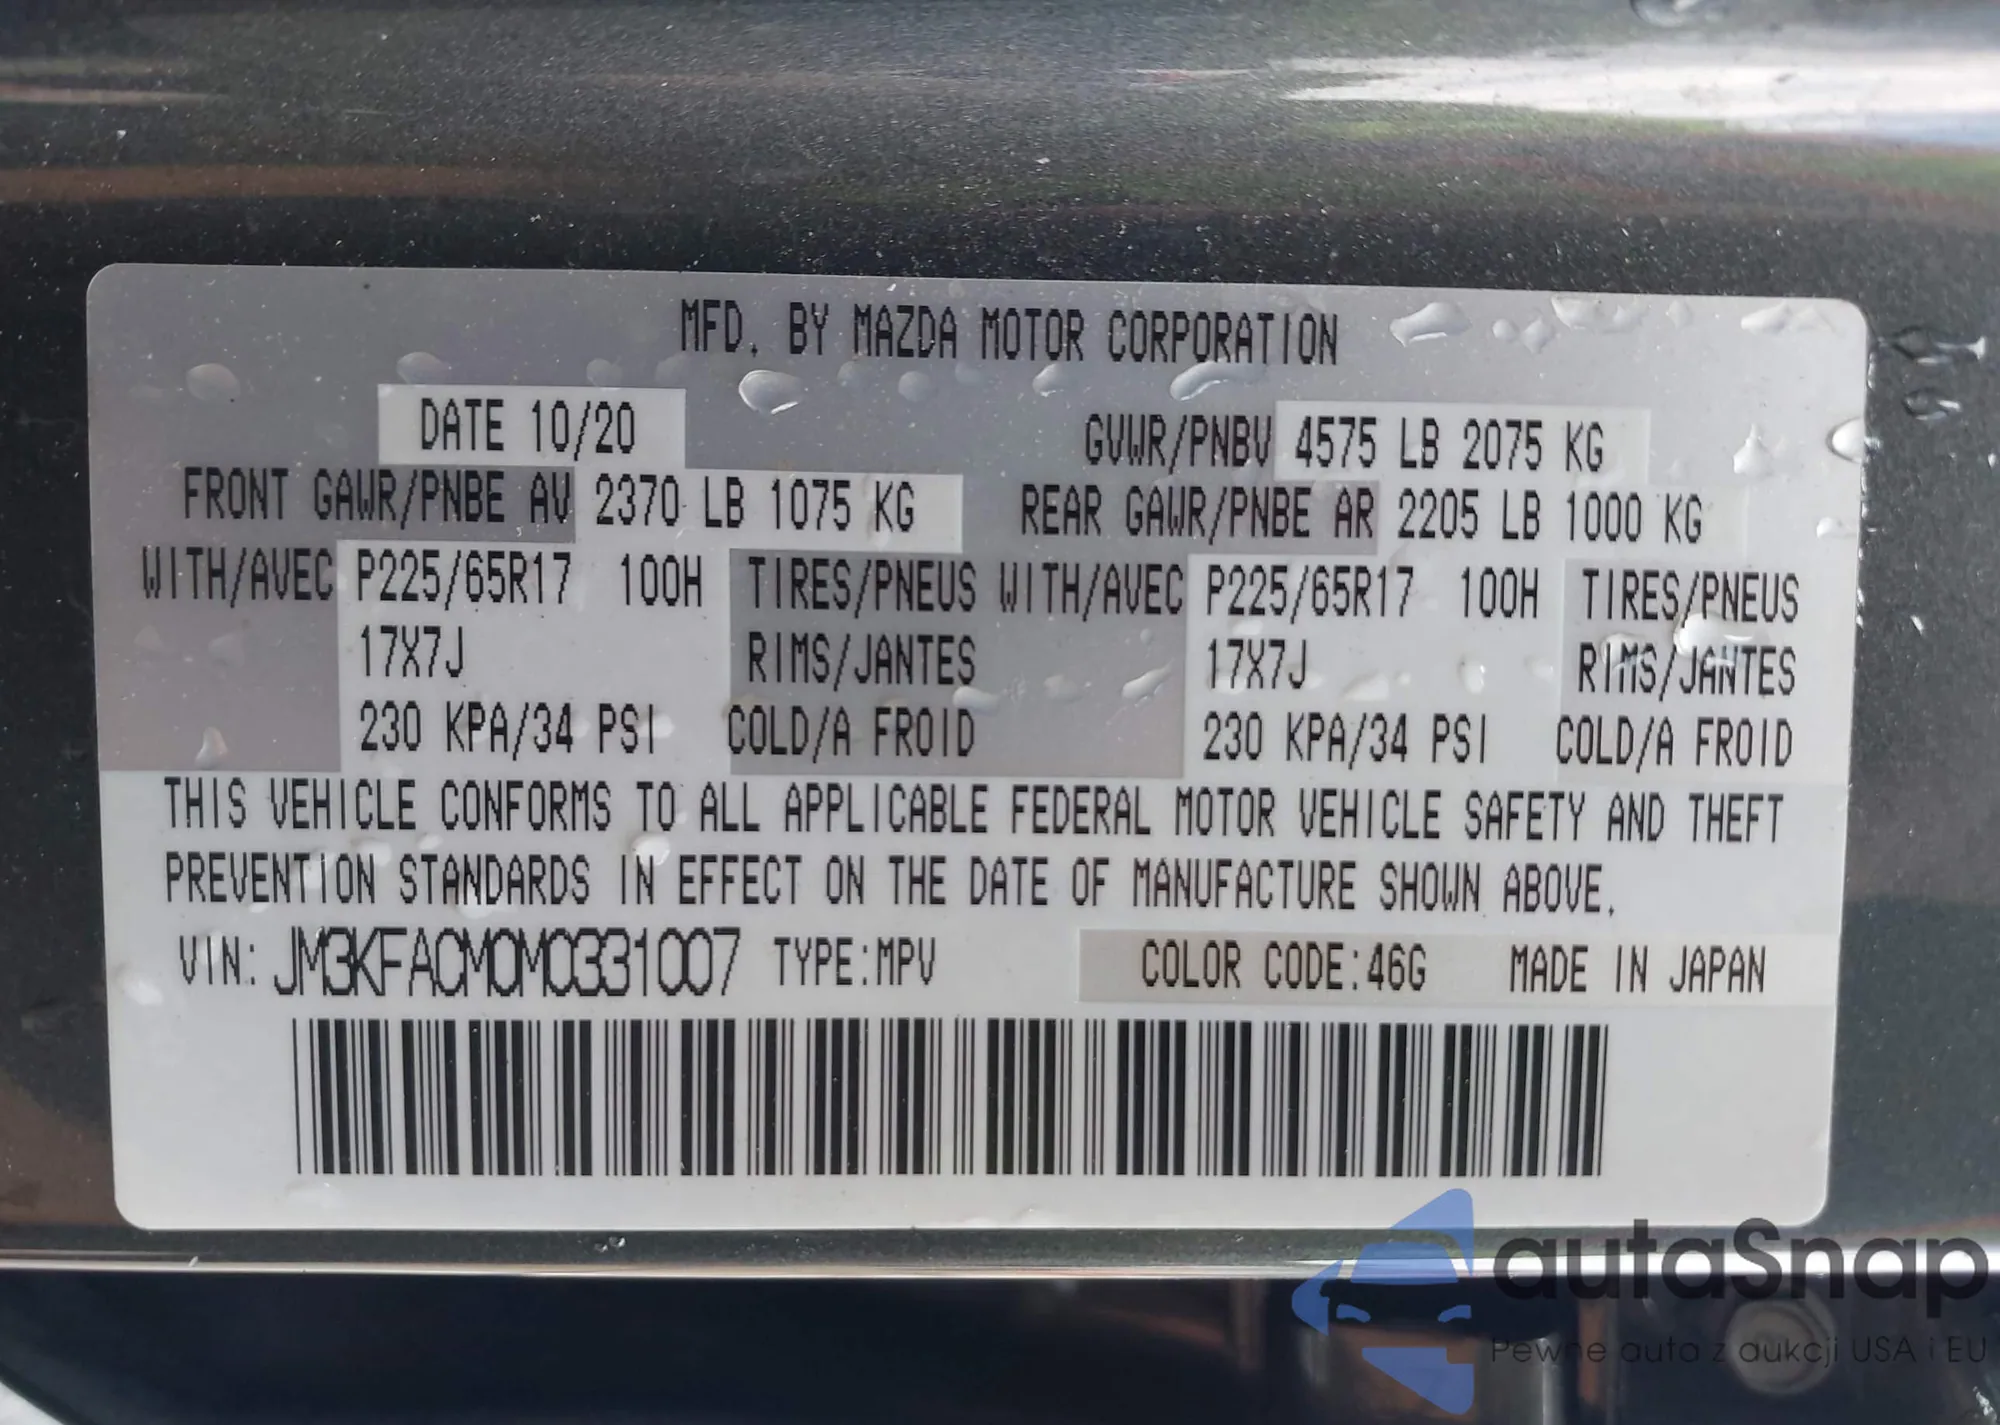 MFD. BY MAZDA MOTOR CORPORATION
DATE 10/20 GVWR/PNBV 4575 LB 2075 KG
FRONT GAWR/PNBE AV 2370 LB 1075 KG REAR GAWR/PNBE AR 2205 LB 1000 KG
WITH/AVEC P225/65R17 100H TIRES/PNEUS WITH/AVEC P225/65R17 100H TIRES/PNEUS
17X7J RIMS/JANTES 17X7J RIMS/JANTES
230 KPA/34 PSI COLD/A FROID 230 KPA/34 PSI COLD/A FROID
THIS VEHICLE CONFORMS TO ALL APPLICABLE FEDERAL MOTOR VEHICLE SAFETY AND THEFT
PREVENTION STANDARDS IN EFFECT ON THE DATE OF MANUFACTURE SHOWN ABOVE.
VIN: JM3KFACM0M0331007 TYPE:MPV COLOR CODE:46G MADE IN JAPAN
autaSnap
Pewne auta z aukcji USA i EU